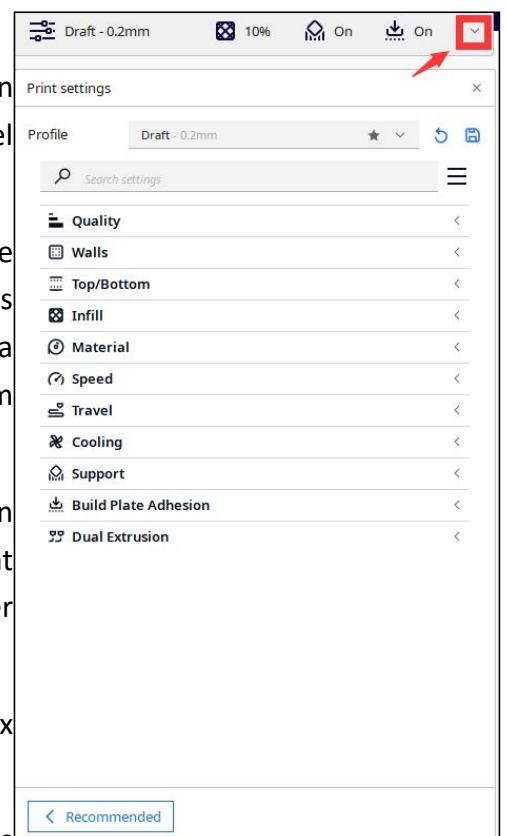 Draft - 0.2mm 10% On On
Print settings
Profile Draft - 0.2mm
Search settings
Quality
Walls
Top/Bottom
Infill
Material
Speed
Travel
Cooling
Support
Build Plate Adhesion
Dual Extrusion
Recommended